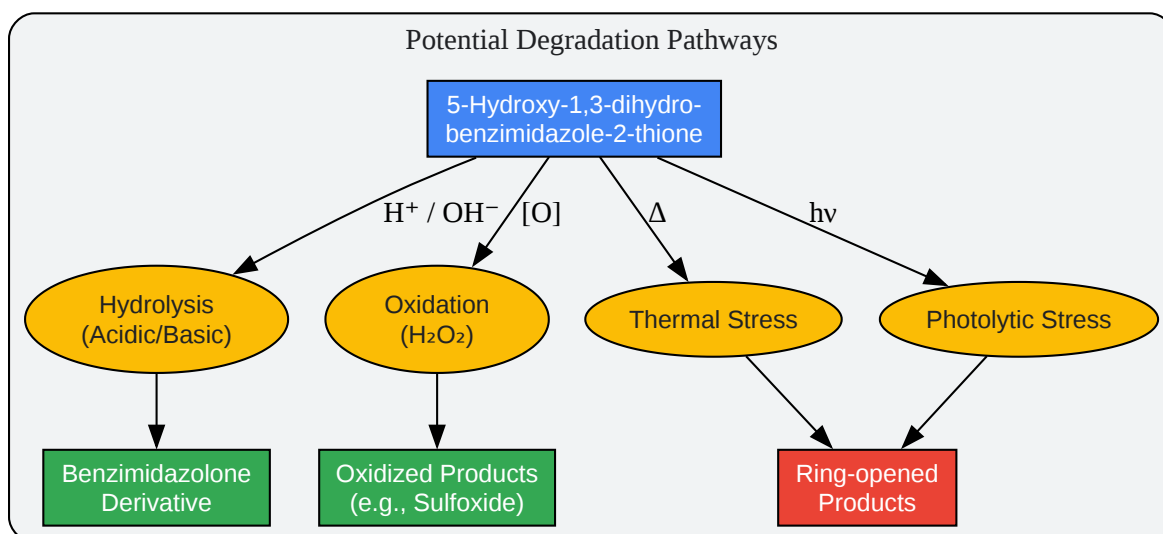 Potential Degradation Pathways
5-Hydroxy-1,3-dihydro-
benzimidazole-2-thione
H⁺ / OH⁻
[O]
Δ
hν
Hydrolysis
(Acidic/Basic)
Oxidation
(H₂O₂)
Thermal Stress
Photolytic Stress
Benzimidazolone
Derivative
Oxidized Products
(e.g., Sulfoxide)
Ring-opened
Products